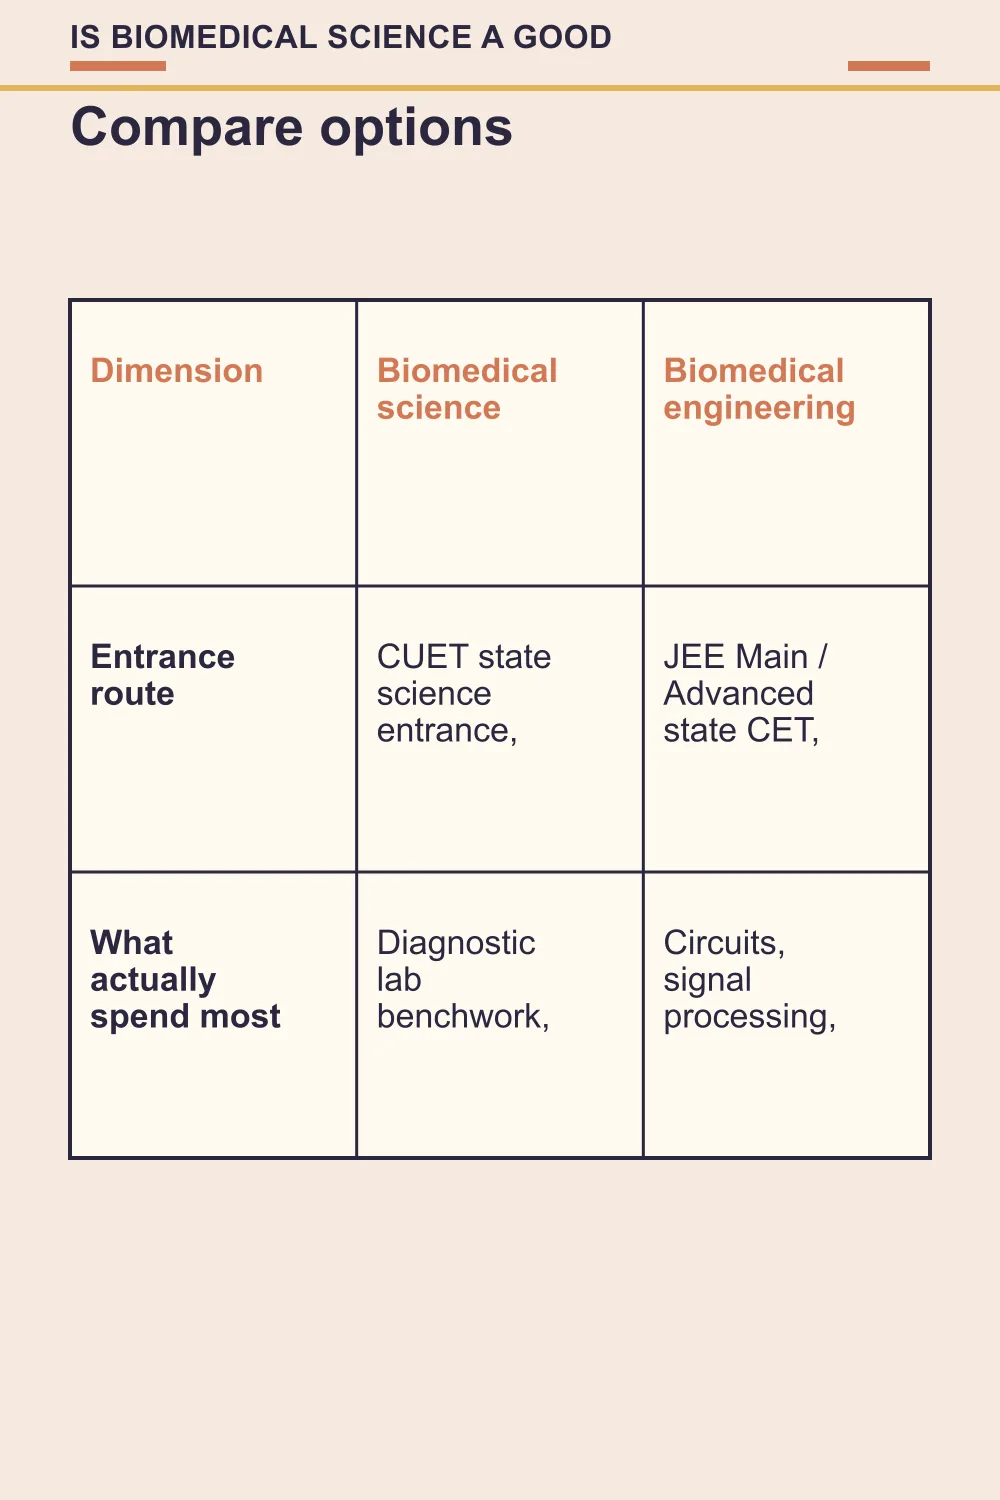 IS BIOMEDICAL SCIENCE A GOOD
Compare options
Dimension
Biomedical
science
Biomedical
engineering
Entrance
route
CUET state
science
entrance,
JEE Main /
Advanced
state CET,
What
actually
spend most
Diagnostic
lab
benchwork,
Circuits,
signal
processing,